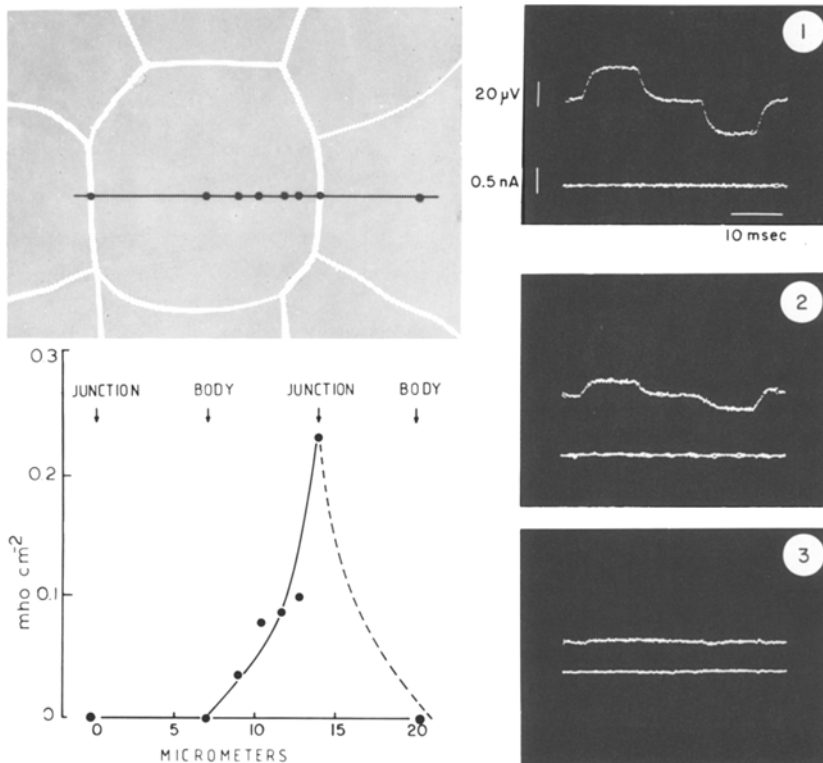 1
20 µV
0.5 nA
10 msec
2
3
0.3
0.2
0.1
0
mho cm-2
JUNCTION BODY JUNCTION BODY
0 5 10 15 20
MICROMETERS